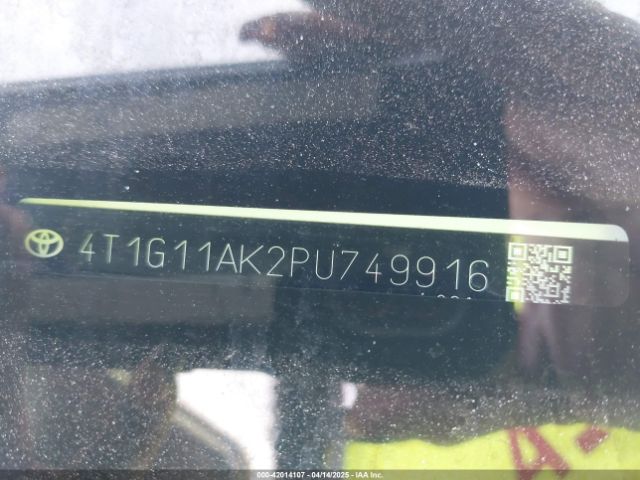 4T1G11AK2PU749916
A-
000-42014107 - 04/14/2025 - IAA Inc.